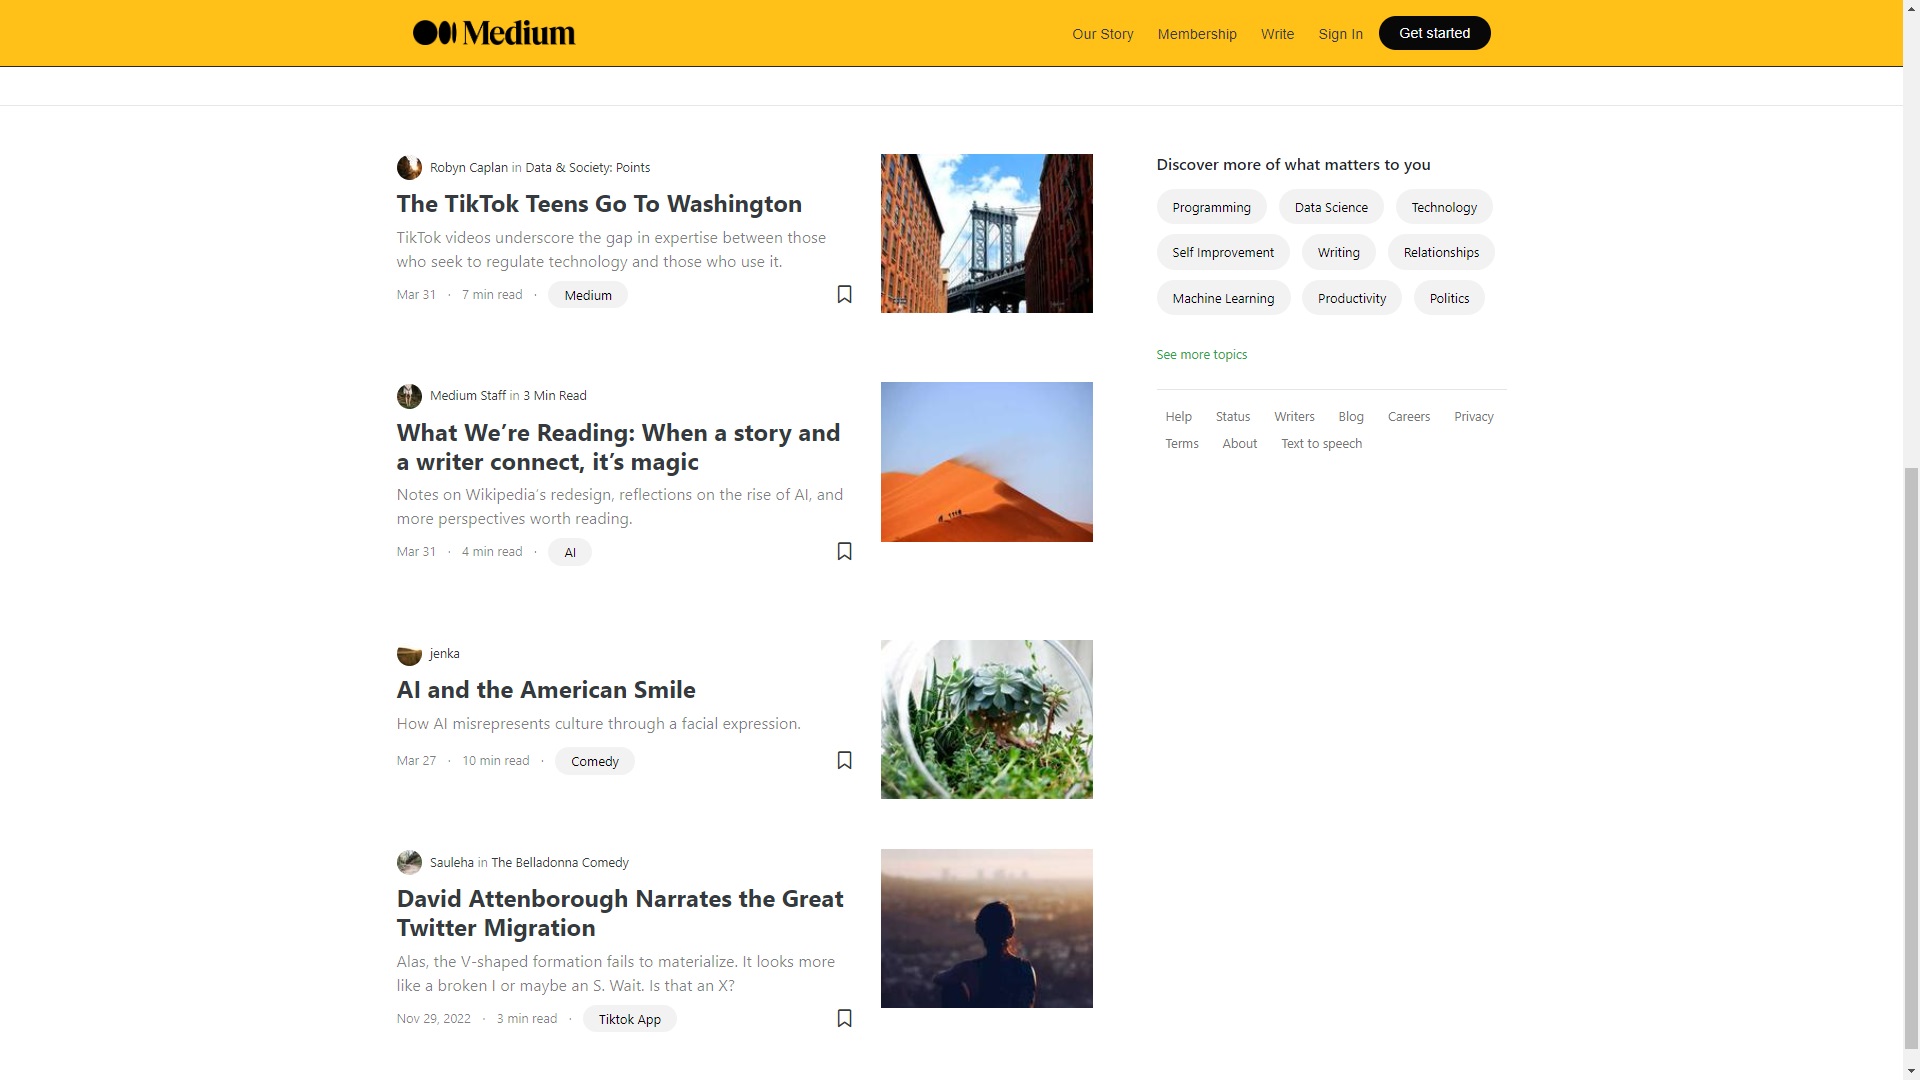 Medium
Our Story Membership Write Sign In Get started
Robyn Caplan in Data & Society: Points
The TikTok Teens Go To Washington
TikTok videos underscore the gap in expertise between those
who seek to regulate technology and those who use it.
Mar 31 · 7 min read · Medium
Medium Staff in 3 Min Read
What We’re Reading: When a story and
a writer connect, it’s magic
Notes on Wikipedia’s redesign, reflections on the rise of AI, and
more perspectives worth reading.
Mar 31 · 4 min read · AI
jenka
AI and the American Smile
How AI misrepresents culture through a facial expression.
Mar 27 · 10 min read · Comedy
Sauleha in The Belladonna Comedy
David Attenborough Narrates the Great
Twitter Migration
Alas, the V-shaped formation fails to materialize. It looks more
like a broken I or maybe an S. Wait. Is that an X?
Nov 29, 2022 · 3 min read · Tiktok App
Discover more of what matters to you
Programming Data Science Technology
Self Improvement Writing Relationships
Machine Learning Productivity Politics
See more topics
Help Status Writers Blog Careers Privacy
Terms About Text to speech